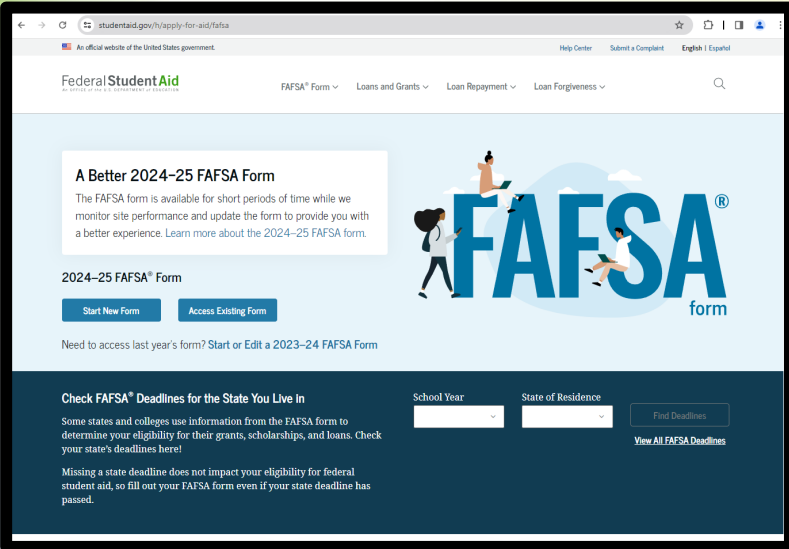 studentaid.gov/h/apply-for-aid/fafsa
An official website of the United States government.
Help Center Submit a Complaint English | Español
Federal Student Aid
An OFFICE of the U.S. DEPARTMENT of EDUCATION
FAFSA® Form Loans and Grants Loan Repayment Loan Forgiveness
A Better 2024–25 FAFSA Form
The FAFSA form is available for short periods of time while we
monitor site performance and update the form to provide you with
a better experience. Learn more about the 2024–25 FAFSA form.
FAFSA®
form
2024–25 FAFSA® Form
Start New Form Access Existing Form
Need to access last year's form? Start or Edit a 2023–24 FAFSA Form
Check FAFSA® Deadlines for the State You Live in
Some states and colleges use information from the FAFSA form to
determine your eligibility for their grants, scholarships, and loans. Check
your state's deadlines here!
Missing a state deadline does not impact your eligibility for federal
student aid, so fill out your FAFSA form even if your state deadline has
passed.
School Year State of Residence
Find Deadlines
View All FAFSA Deadlines